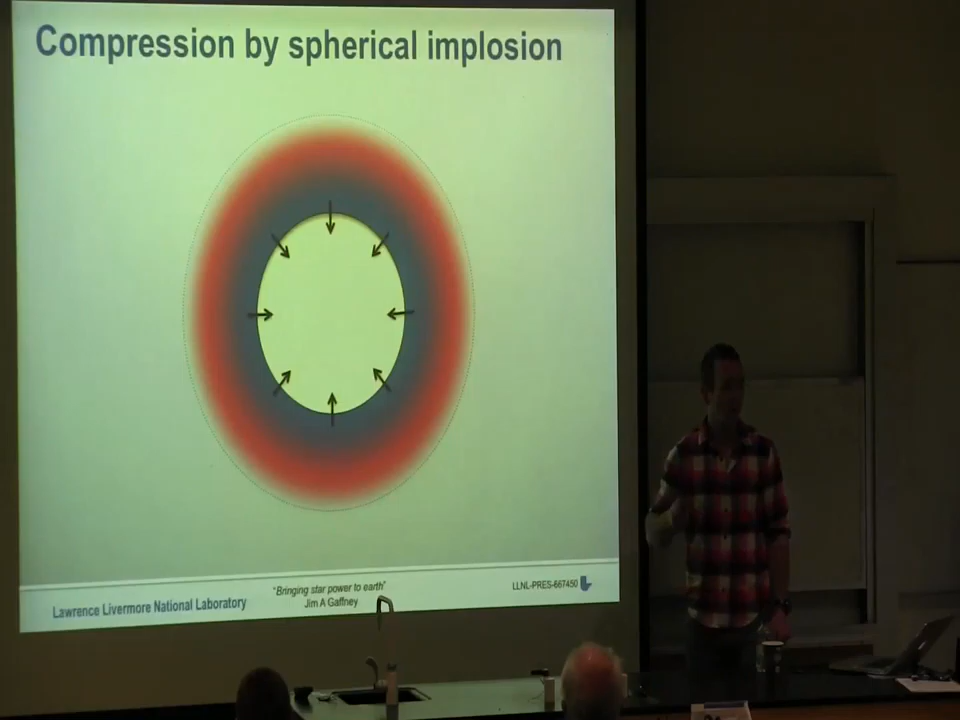 Compression by spherical implosion
"Bringing star power to earth"
Jim A Gaffney
Lawrence Livermore National Laboratory
LLNL-PRES-667450